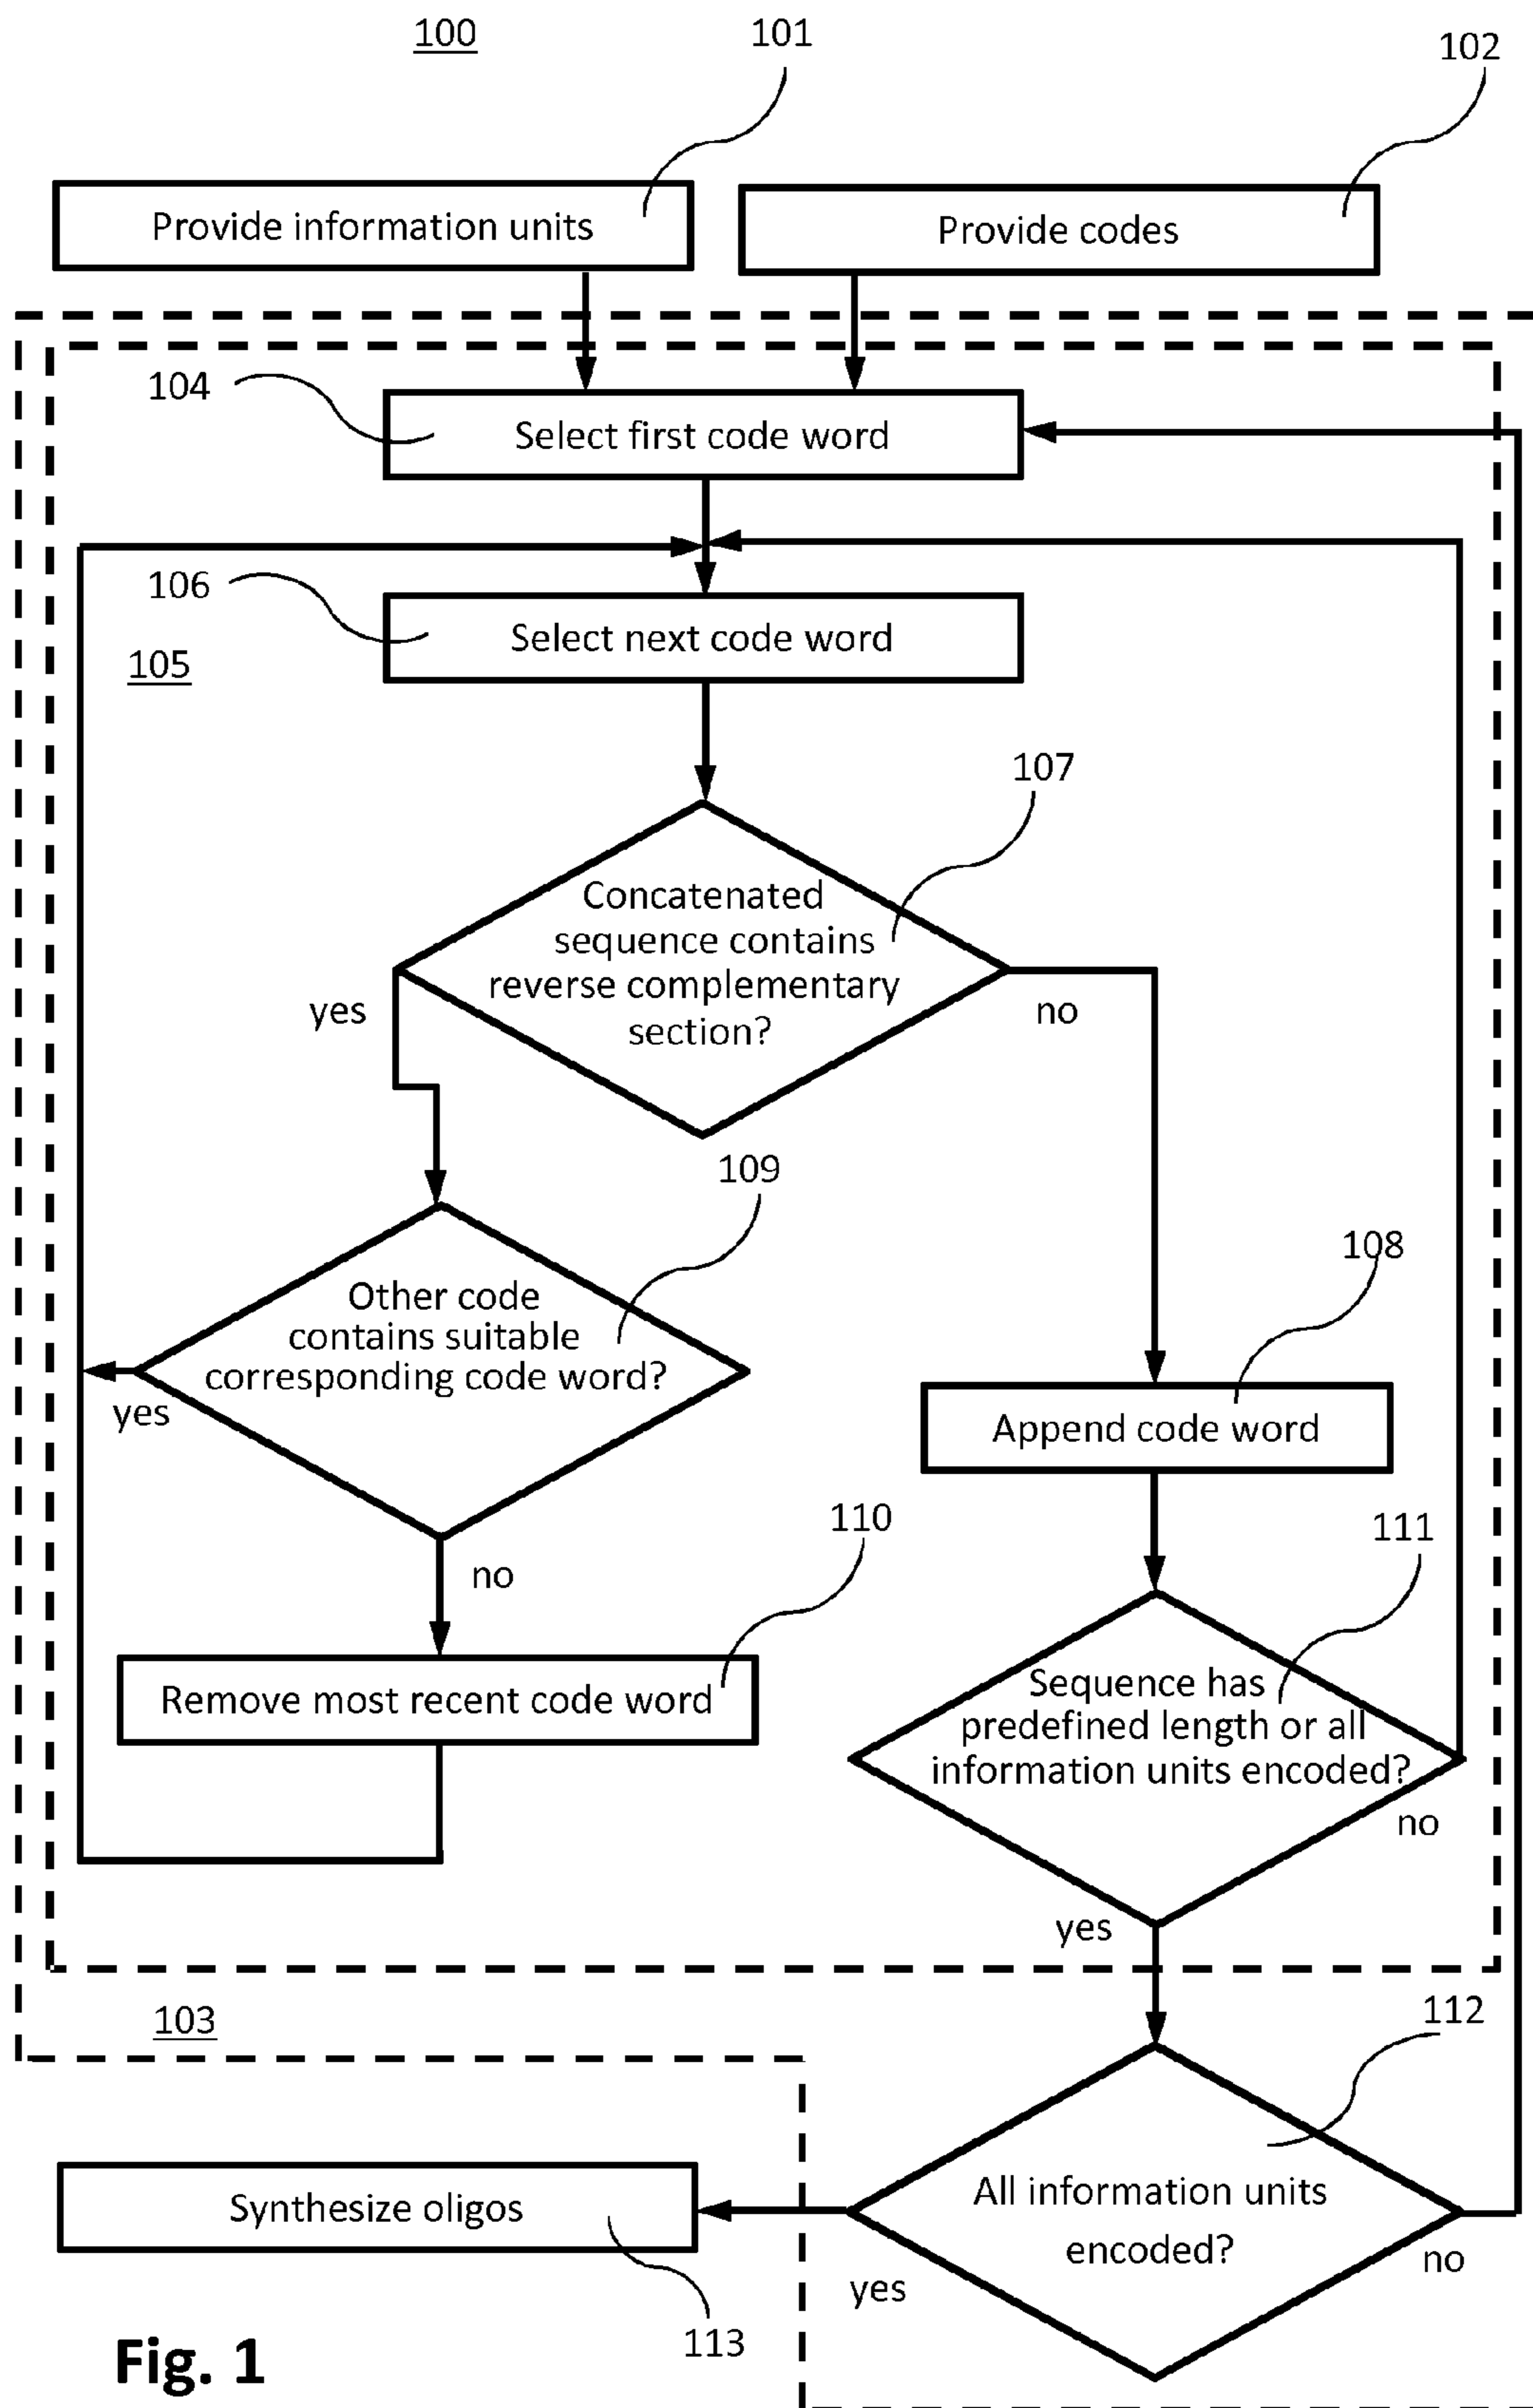 100
101
102
Provide information units
Provide codes
104
Select first code word
106
Select next code word
105
107
Concatenated
sequence contains
reverse complementary
section?
yes
no
109
108
Other code
contains suitable
corresponding code word?
yes
Append code word
110
111
no
Sequence has
predefined length or all
information units encoded?
Remove most recent code word
no
yes
103
112
All information units
encoded?
Synthesize oligos
no
yes
113
Fig. 1